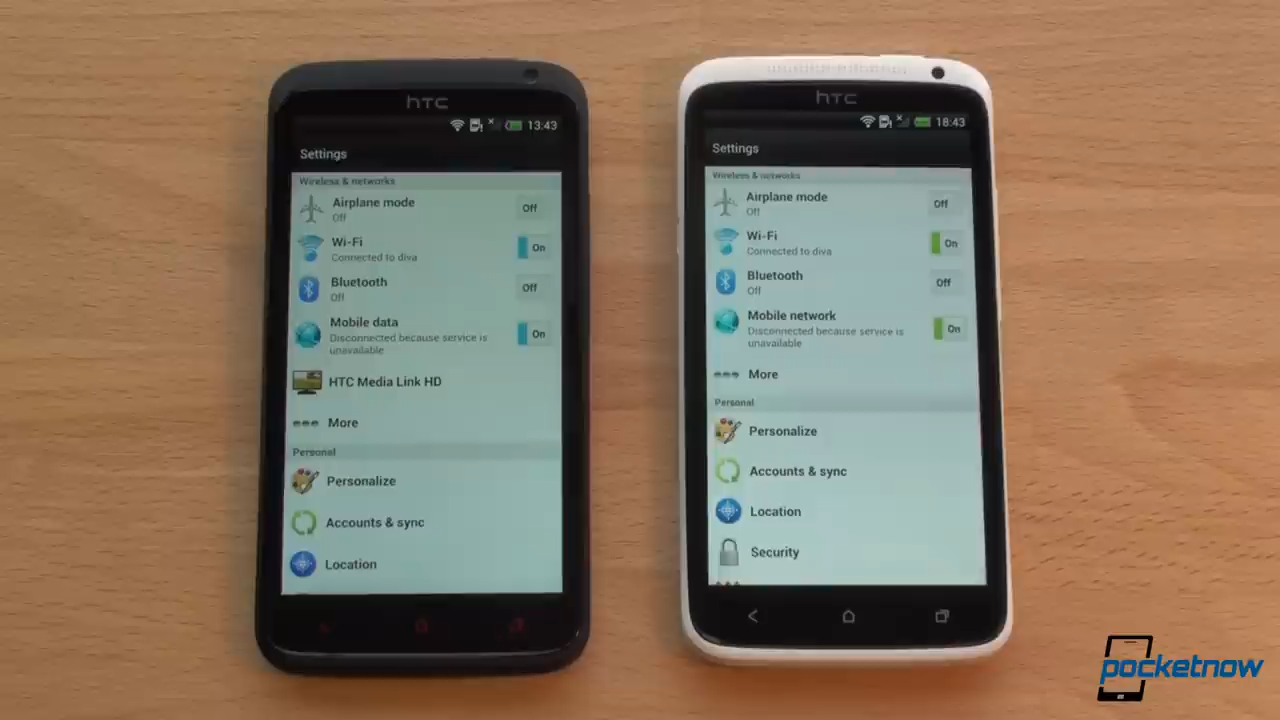 hTC
13:43
Settings
Wireless & networks
Airplane mode
Off
Off
Wi-Fi
Connected to diva
On
Bluetooth
Off
Off
Mobile data
Disconnected because service is
unavailable
On
HTC Media Link HD
More
Personal
Personalize
Accounts & sync
Location
hTC
18:43
Settings
Wireless & networks
Airplane mode
Off
Off
Wi-Fi
Connected to diva
On
Bluetooth
Off
Off
Mobile network
Disconnected because service is
unavailable
On
More
Personal
Personalize
Accounts & sync
Location
Security
pocketnow